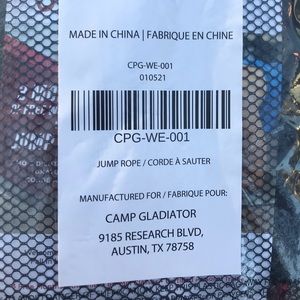 MADE IN CHINA | FABRIQUE EN CHINE
CPG-WE-001
010521
CPG-WE-001
JUMP ROPE / CORDE À SAUTER
MANUFACTURED FOR / FABRIQUE POUR:
CAMP GLADIATOR
9185 RESEARCH BLVD,
AUSTIN, TX 78758